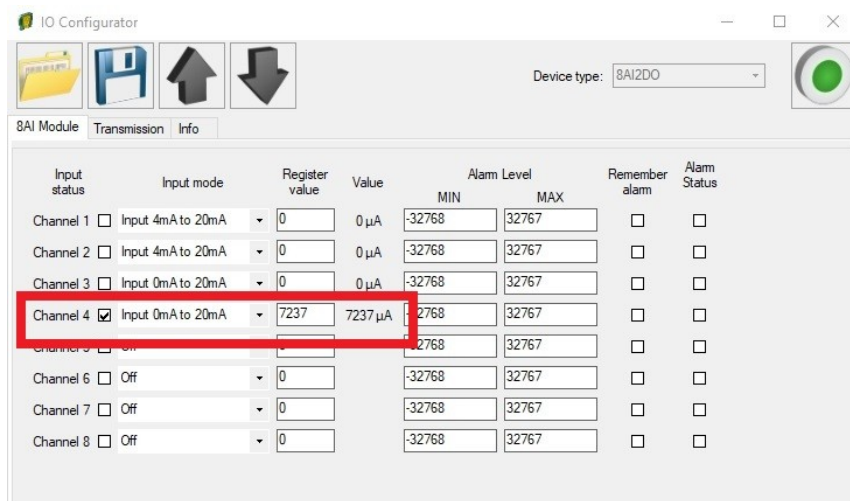 IO Configurator
Device type: 8AI2DO
8AI Module Transmission Info
Input status Input mode Register value Value Alarm Level MIN MAX Remember alarm Alarm Status
Channel 1 Input 4mA to 20mA 0 0 µA -32768 32767
Channel 2 Input 4mA to 20mA 0 0 µA -32768 32767
Channel 3 Input 0mA to 20mA 0 0 µA -32768 32767
Channel 4 Input 0mA to 20mA 7237 7237 µA 2768 32767
2768 32767
Channel 6 Off 0 -32768 32767
Channel 7 Off 0 -32768 32767
Channel 8 Off 0 -32768 32767